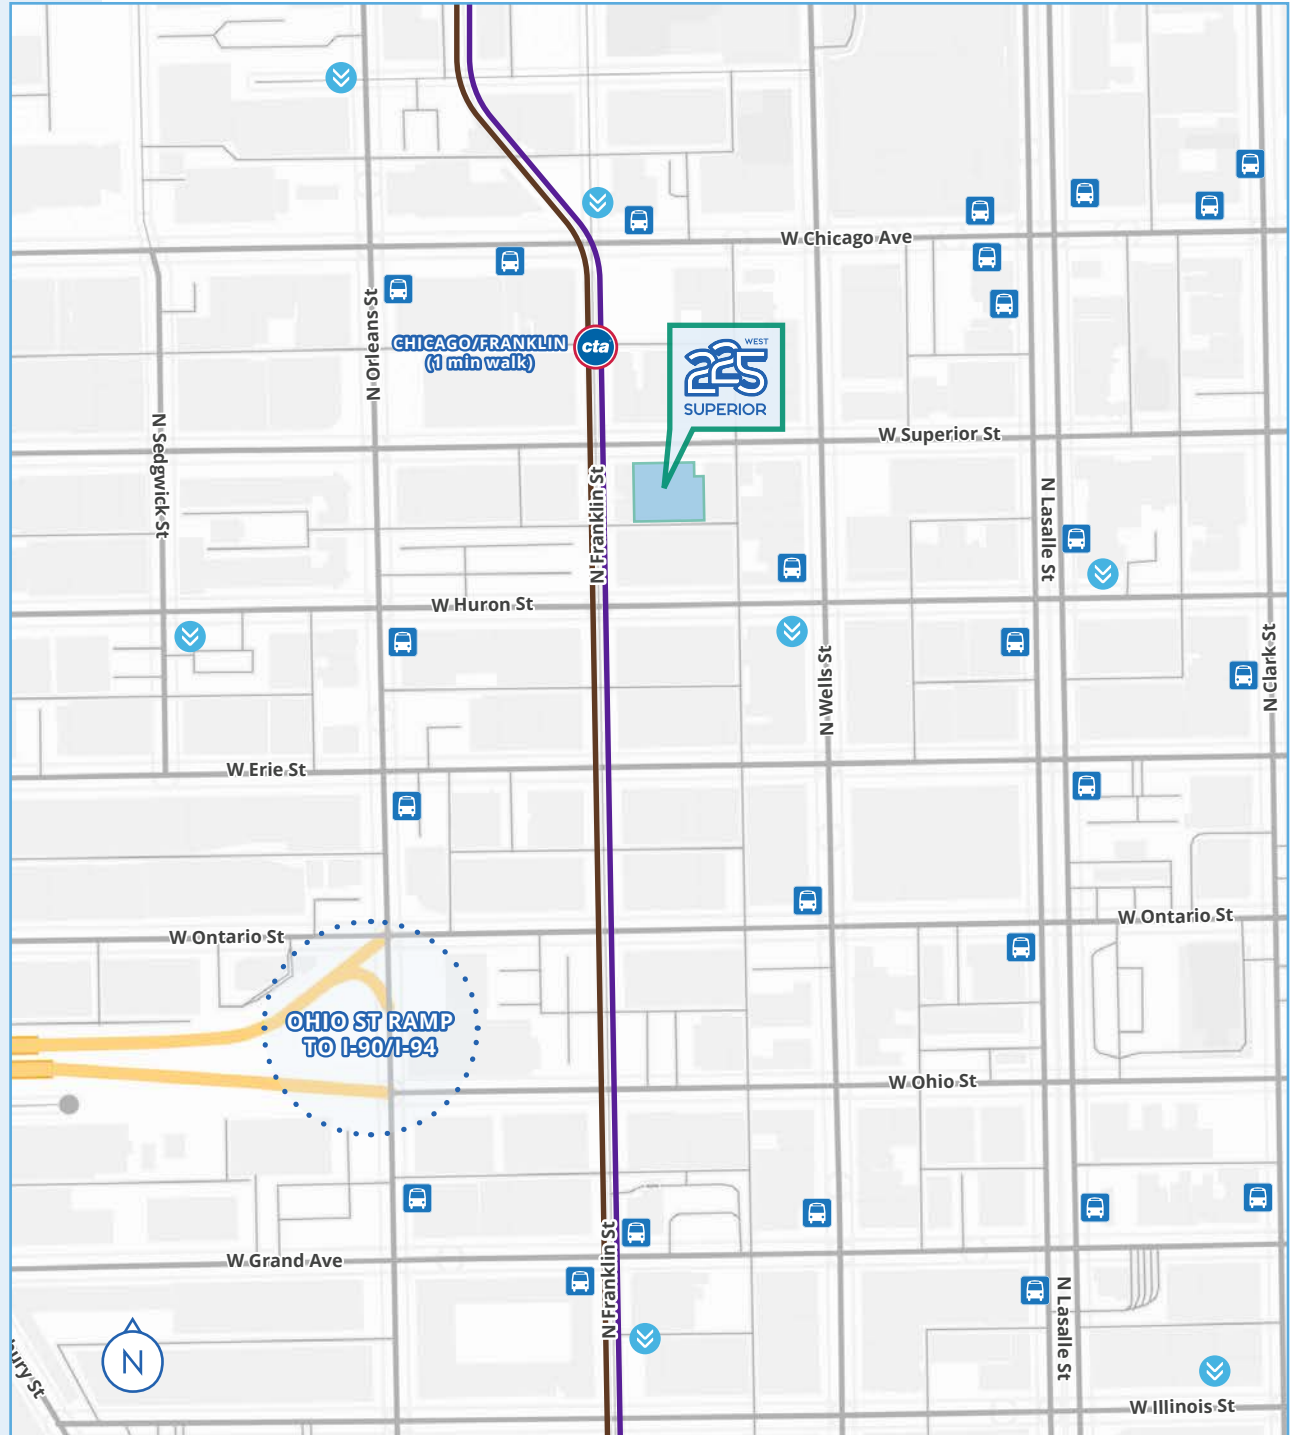 W Chicago Ave
N Orleans St
CHICAGO/FRANKLIN
(1 min walk)
cta
WEST
225
SUPERIOR
N Sedgwick St
W Superior St
N Franklin St
N Lasalle St
W Huron St
N Wells St
N Clark St
W Erie St
W Ontario St
W Ontario St
OHIO ST RAMP
TO I-90/I-94
W Ohio St
W Grand Ave
N Franklin St
N Lasalle St
N
ury St
W Illinois St